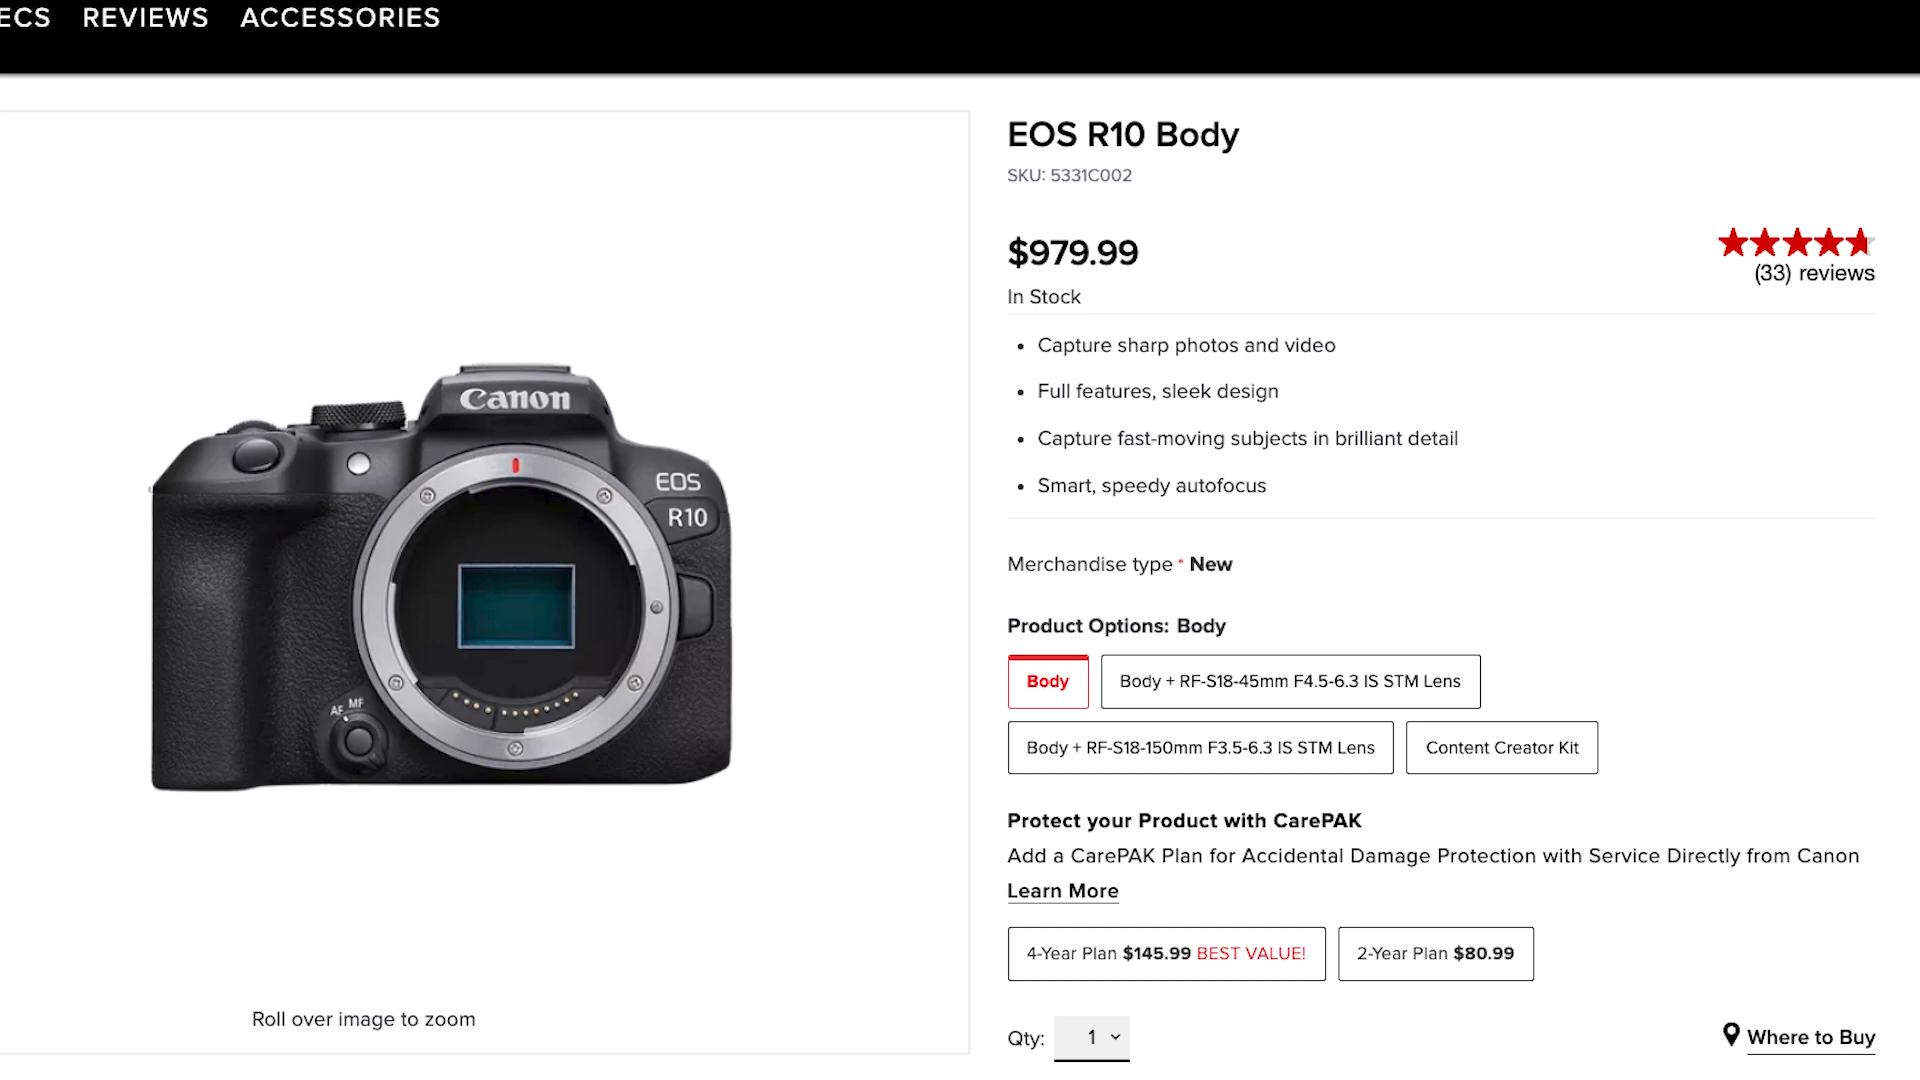 ECS REVIEWS ACCESSORIES
EOS R10 Body
SKU: 5331C002
$979.99
(33) reviews
In Stock
Capture sharp photos and video
Full features, sleek design
Capture fast-moving subjects in brilliant detail
Smart, speedy autofocus
Merchandise type * New
Product Options: Body
Body
Body + RF-S18-45mm F4.5-6.3 IS STM Lens
Body + RF-S18-150mm F3.5-6.3 IS STM Lens
Content Creator Kit
Protect your Product with CarePAK
Add a CarePAK Plan for Accidental Damage Protection with Service Directly from Canon
Learn More
4-Year Plan $145.99 BEST VALUE!
2-Year Plan $80.99
Qty: 1
Where to Buy
Canon
EOS
R10
AF MF
Roll over image to zoom